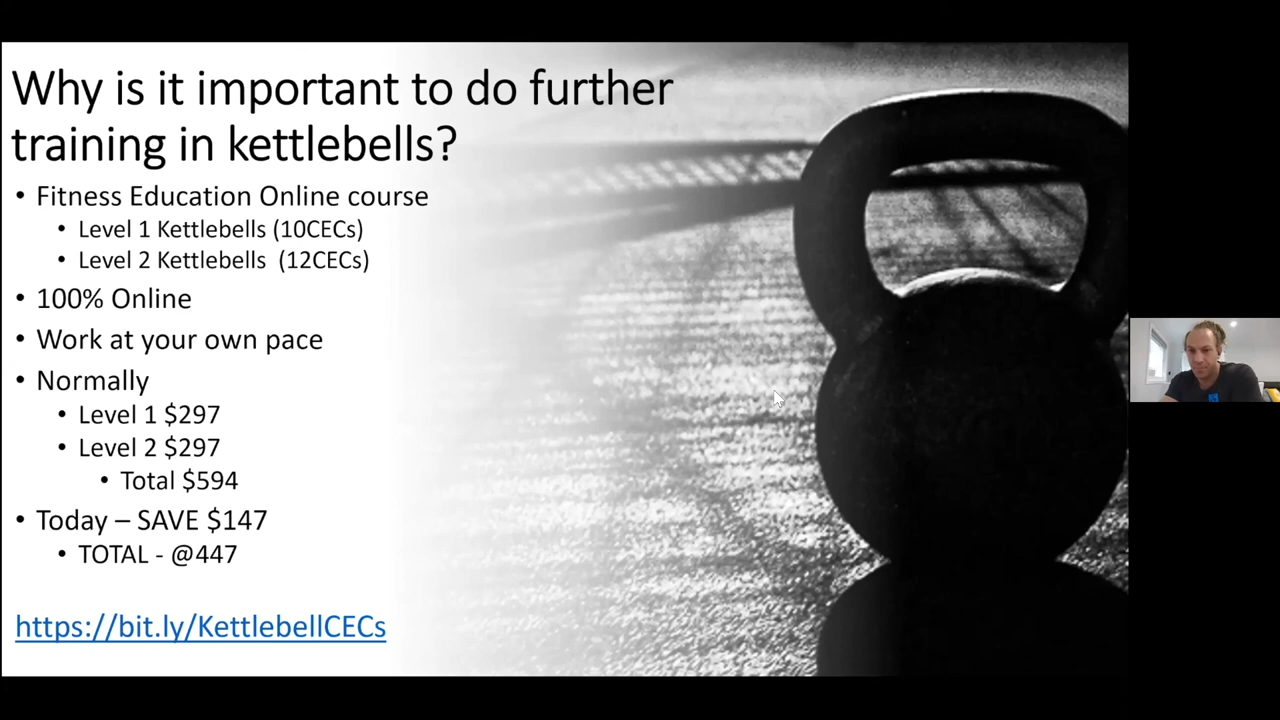 Why is it important to do further
training in kettlebells?
• Fitness Education Online course
• Level 1 Kettlebells (10CECs)
• Level 2 Kettlebells (12CECs)
• 100% Online
• Work at your own pace
• Normally
• Level 1 $297
• Level 2 $297
• Total $594
• Today – SAVE $147
• TOTAL - @447
https://bit.ly/KettlebellCECs